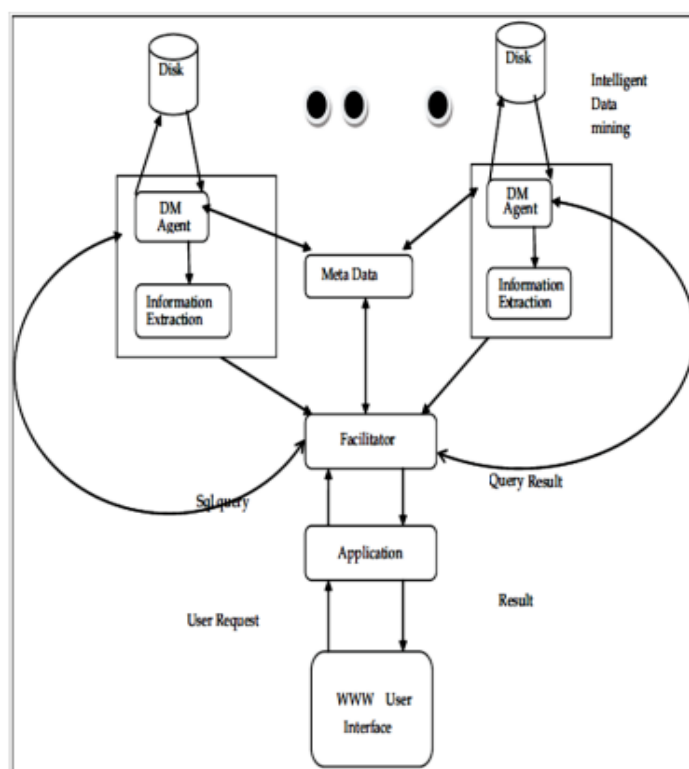 Disk
Disk
Intelligent
Data
mining
DM
Agent
DM
Agent
Meta Data
Information
Extraction
Information
Extraction
Facilitator
Sql query
Query Result
Application
User Request
Result
WWW User
Interface